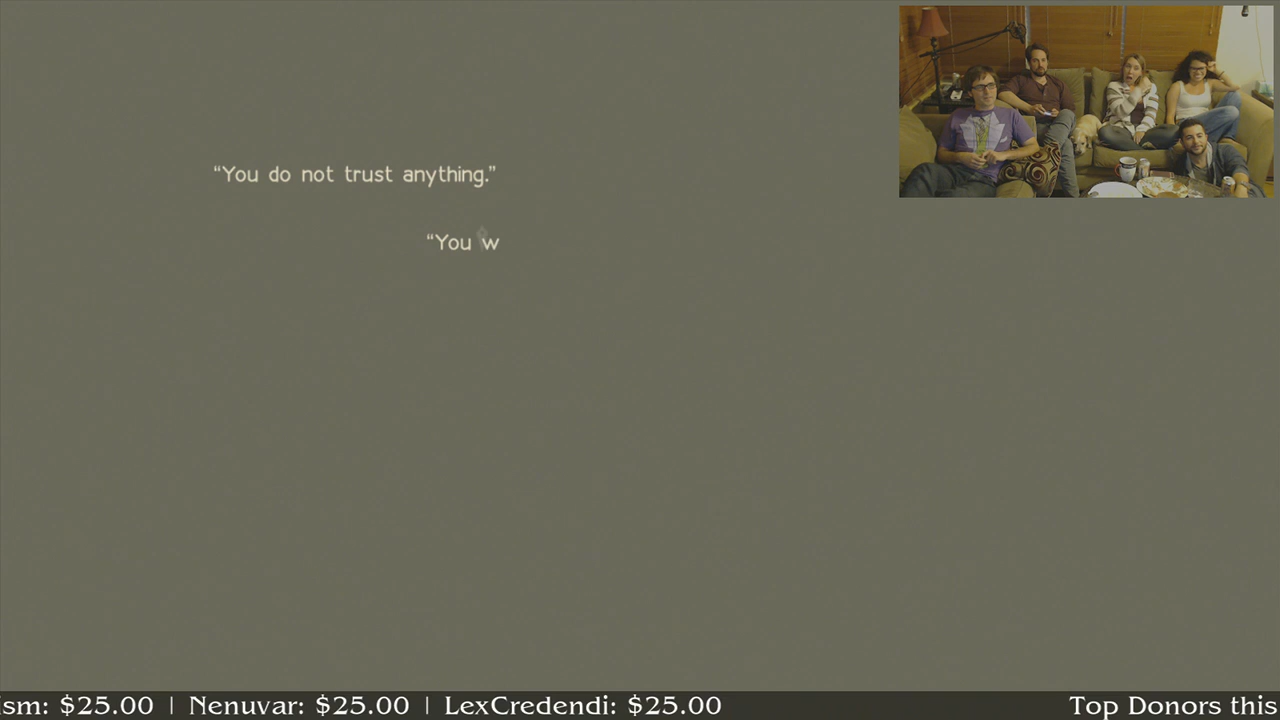 “You do not trust anything.”
“You w
ism: $25.00 | Nenuvar: $25.00 | LexCredendi: $25.00 Top Donors this